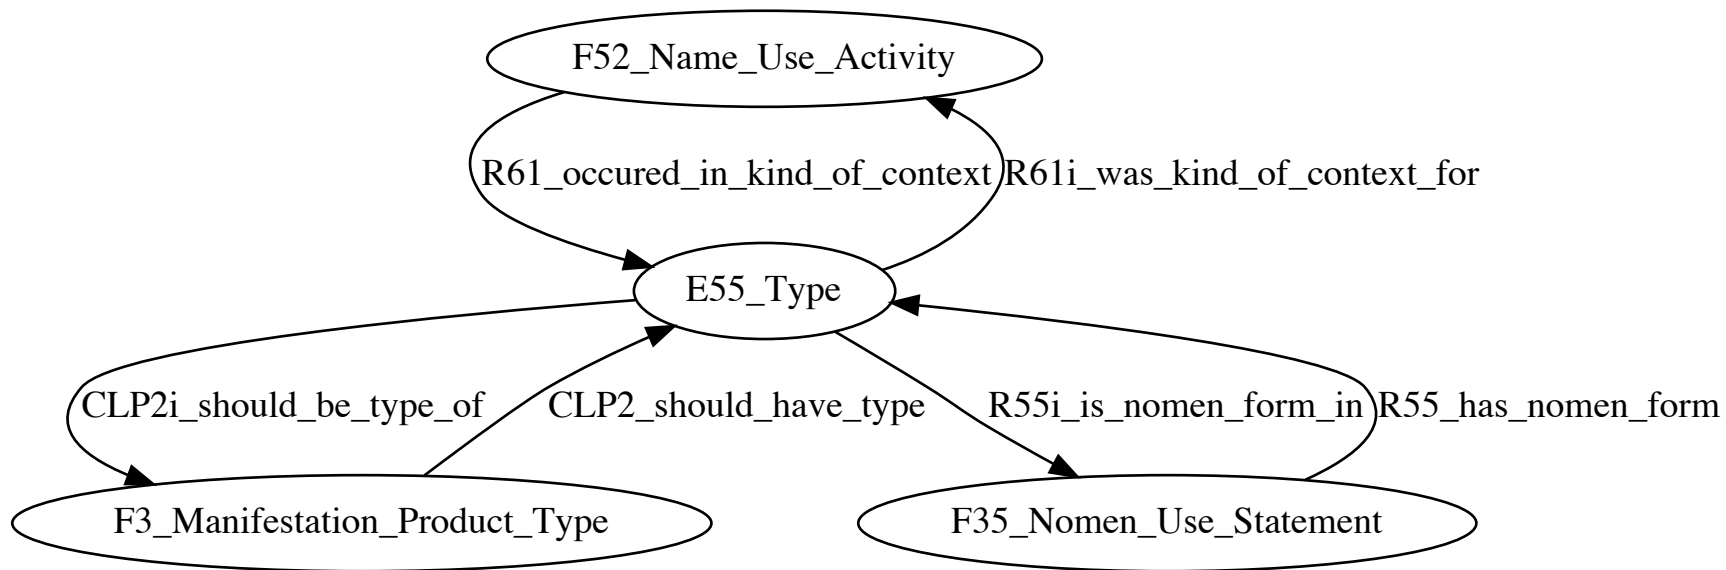 F52_Name_Use_Activity
R61_occured_in_kind_of_context
R61i_was_kind_of_context_for
E55_Type
CLP2i_should_be_type_of
CLP2_should_have_type
R55i_is_nomen_form_in
R55_has_nomen_form
F3_Manifestation_Product_Type
F35_Nomen_Use_Statement